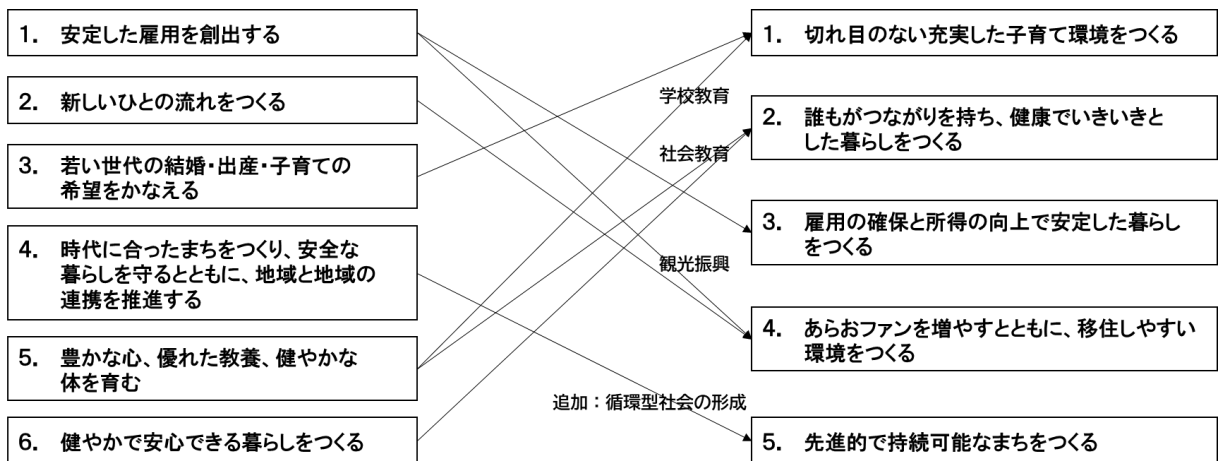 1. 安定した雇用を創出する
2. 新しいひとの流れをつくる
3. 若い世代の結婚・出産・子育ての
希望をかなえる
4. 時代に合ったまちをつくり、安全な
暮らしを守るとともに、地域と地域の
連携を推進する
5. 豊かな心、優れた教養、健やかな
体を育む
6. 健やかで安心できる暮らしをつくる
学校教育
社会教育
観光振興
追加：循環型社会の形成
1. 切れ目のない充実した子育て環境をつくる
2. 誰もがつながりを持ち、健康でいきいきと
した暮らしをつくる
3. 雇用の確保と所得の向上で安定した暮らし
をつくる
4. あらおファンを増やすとともに、移住しやすい
環境をつくる
5. 先進的で持続可能なまちをつくる